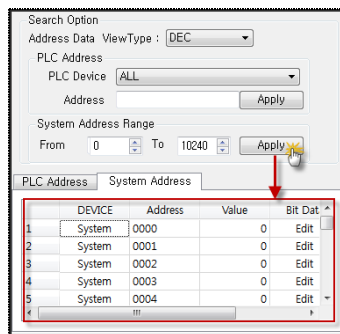 Search Option
Address Data ViewType : DEC
PLC Address
PLC Device ALL
Address Apply
System Address Range
From 0 To 10240 Apply
PLC Address System Address
DEVICE Address Value Bit Dat
1 System 0000 0 Edit
2 System 0001 0 Edit
3 System 0002 0 Edit
4 System 0003 0 Edit
5 System 0004 0 Edit